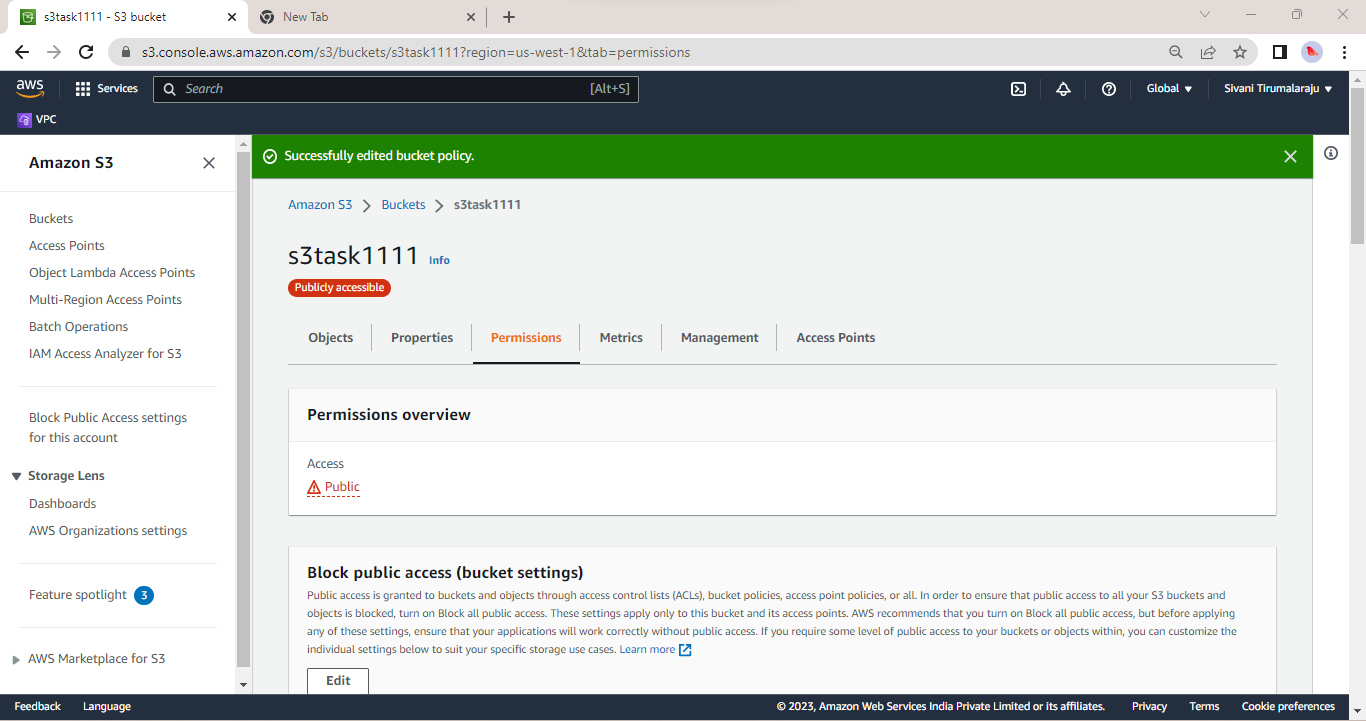 s3task1111 - S3 bucket
New Tab
s3.console.aws.amazon.com/s3/buckets/s3task1111?region=us-west-1&tab=permissions
aws
Services
Search
[Alt+S]
Global
Sivani Tirumalaraju
VPC
Amazon S3
Buckets
Access Points
Object Lambda Access Points
Multi-Region Access Points
Batch Operations
IAM Access Analyzer for S3
Block Public Access settings
for this account
Storage Lens
Dashboards
AWS Organizations settings
Feature spotlight 3
AWS Marketplace for S3
Successfully edited bucket policy.
Amazon S3 > Buckets > s3task1111
s3task1111 Info
Publicly accessible
Objects
Properties
Permissions
Metrics
Management
Access Points
Permissions overview
Access
Public
Block public access (bucket settings)
Public access is granted to buckets and objects through access control lists (ACLs), bucket policies, access point policies, or all. In order to ensure that public access to all your S3 buckets and
objects is blocked, turn on Block all public access. These settings apply only to this bucket and its access points. AWS recommends that you turn on Block all public access, but before applying
any of these settings, ensure that your applications will work correctly without public access. If you require some level of public access to your buckets or objects within, you can customize the
individual settings below to suit your specific storage use cases. Learn more
Edit
Feedback
Language
© 2023, Amazon Web Services India Private Limited or its affiliates.
Privacy
Terms
Cookie preferences